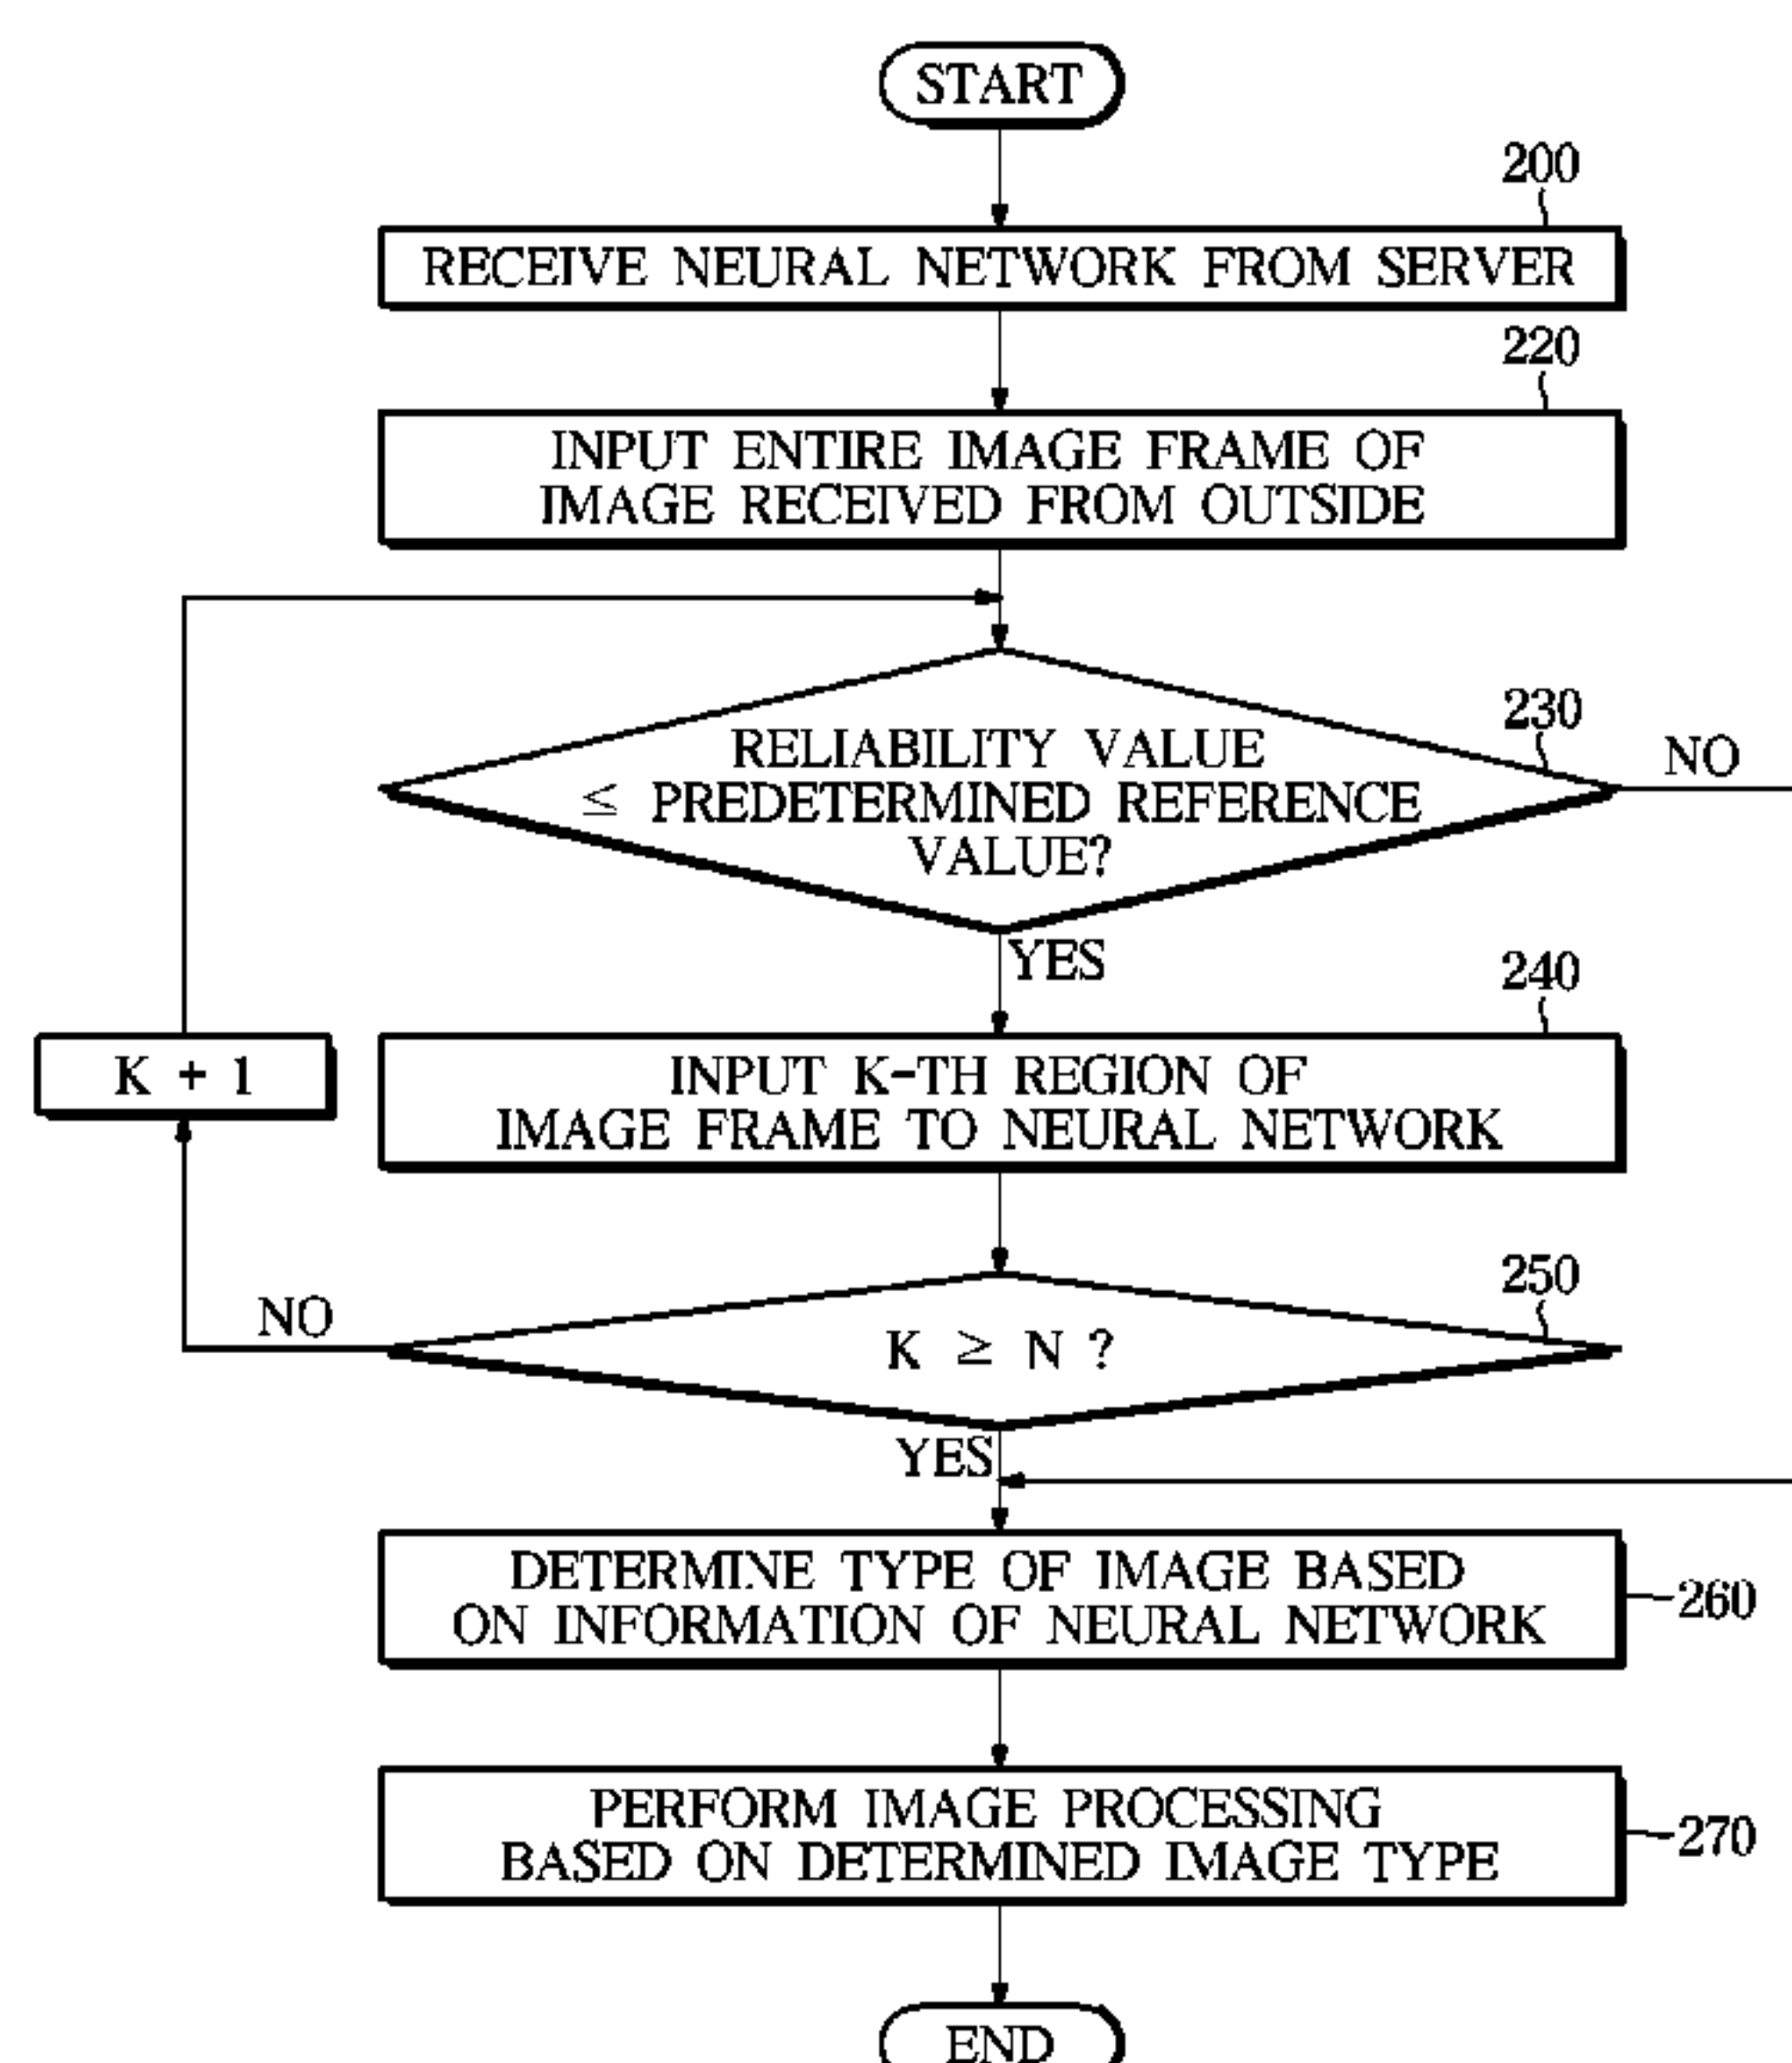 START
200
RECEIVE NEURAL NETWORK FROM SERVER
220
INPUT ENTIRE IMAGE FRAME OF
IMAGE RECEIVED FROM OUTSIDE
230
RELIABILITY VALUE
≤ PREDETERMINED REFERENCE
VALUE?
NO
YES
240
K + 1
INPUT K-TH REGION OF
IMAGE FRAME TO NEURAL NETWORK
250
NO
K ≥ N ?
YES
DETERMINE TYPE OF IMAGE BASED
ON INFORMATION OF NEURAL NETWORK
260
PERFORM IMAGE PROCESSING
BASED ON DETERMINED IMAGE TYPE
270
END